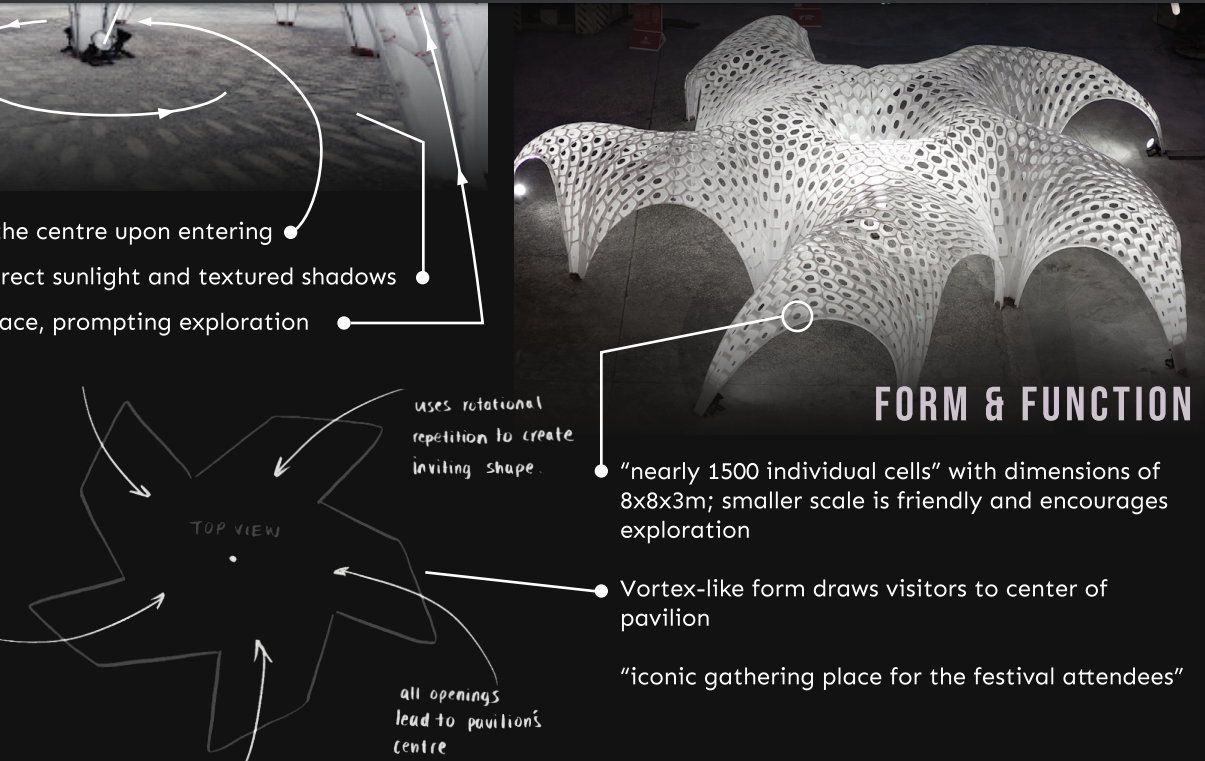 the centre upon entering
rect sunlight and textured shadows
ace, prompting exploration
FORM & FUNCTION
uses rotational
repetition to create
inviting shape.
“nearly 1500 individual cells” with dimensions of
8x8x3m; smaller scale is friendly and encourages
exploration
TOP VIEW
Vortex-like form draws visitors to center of
pavilion
“iconic gathering place for the festival attendees”
all openings
lead to pavilion's
centre